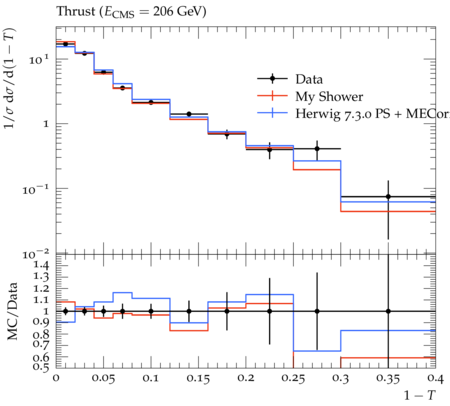 Thrust (E_CMS = 206 GeV)
1/σ dσ/d(1 − T)
10^1
1
10^−1
10^−2
Data
My Shower
Herwig 7.3.0 PS + MECor
MC/Data
1.4
1.3
1.2
1.1
1
0.9
0.8
0.7
0.6
0.5
0 0.05 0.1 0.15 0.2 0.25 0.3 0.35 0.4
1 − T